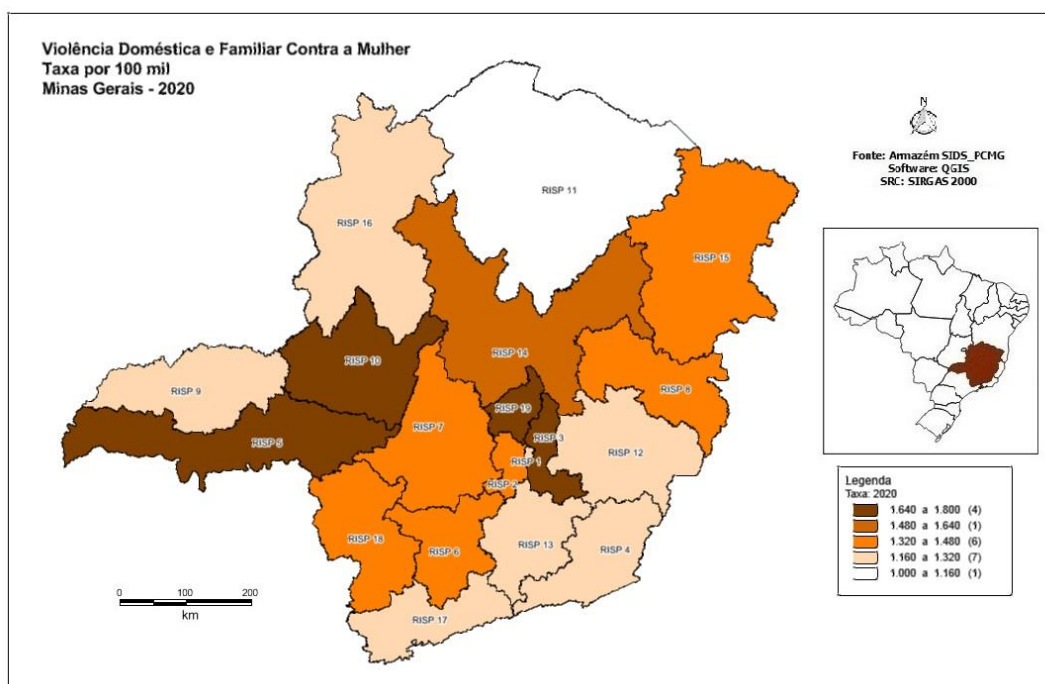 Violência Doméstica e Familiar Contra a Mulher
Taxa por 100 mil
Minas Gerais - 2020
N
Fonte: Armazém SIDS_PCMG
Software: QGIS
SRC: SIRGAS 2000
RISP 11
RISP 16
RISP 15
RISP 10
RISP 14
RISP 9
RISP 8
RISP 19
RISP 5
RISP 7
RISP 3
RISP 12
RISP 1
RISP 2
RISP 18
RISP 6
RISP 13
RISP 4
RISP 17
0 100 200
km
Legenda
Taxa: 2020
1.640 a 1.800 (4)
1.480 a 1.640 (1)
1.320 a 1.480 (6)
1.160 a 1.320 (7)
1.000 a 1.160 (1)